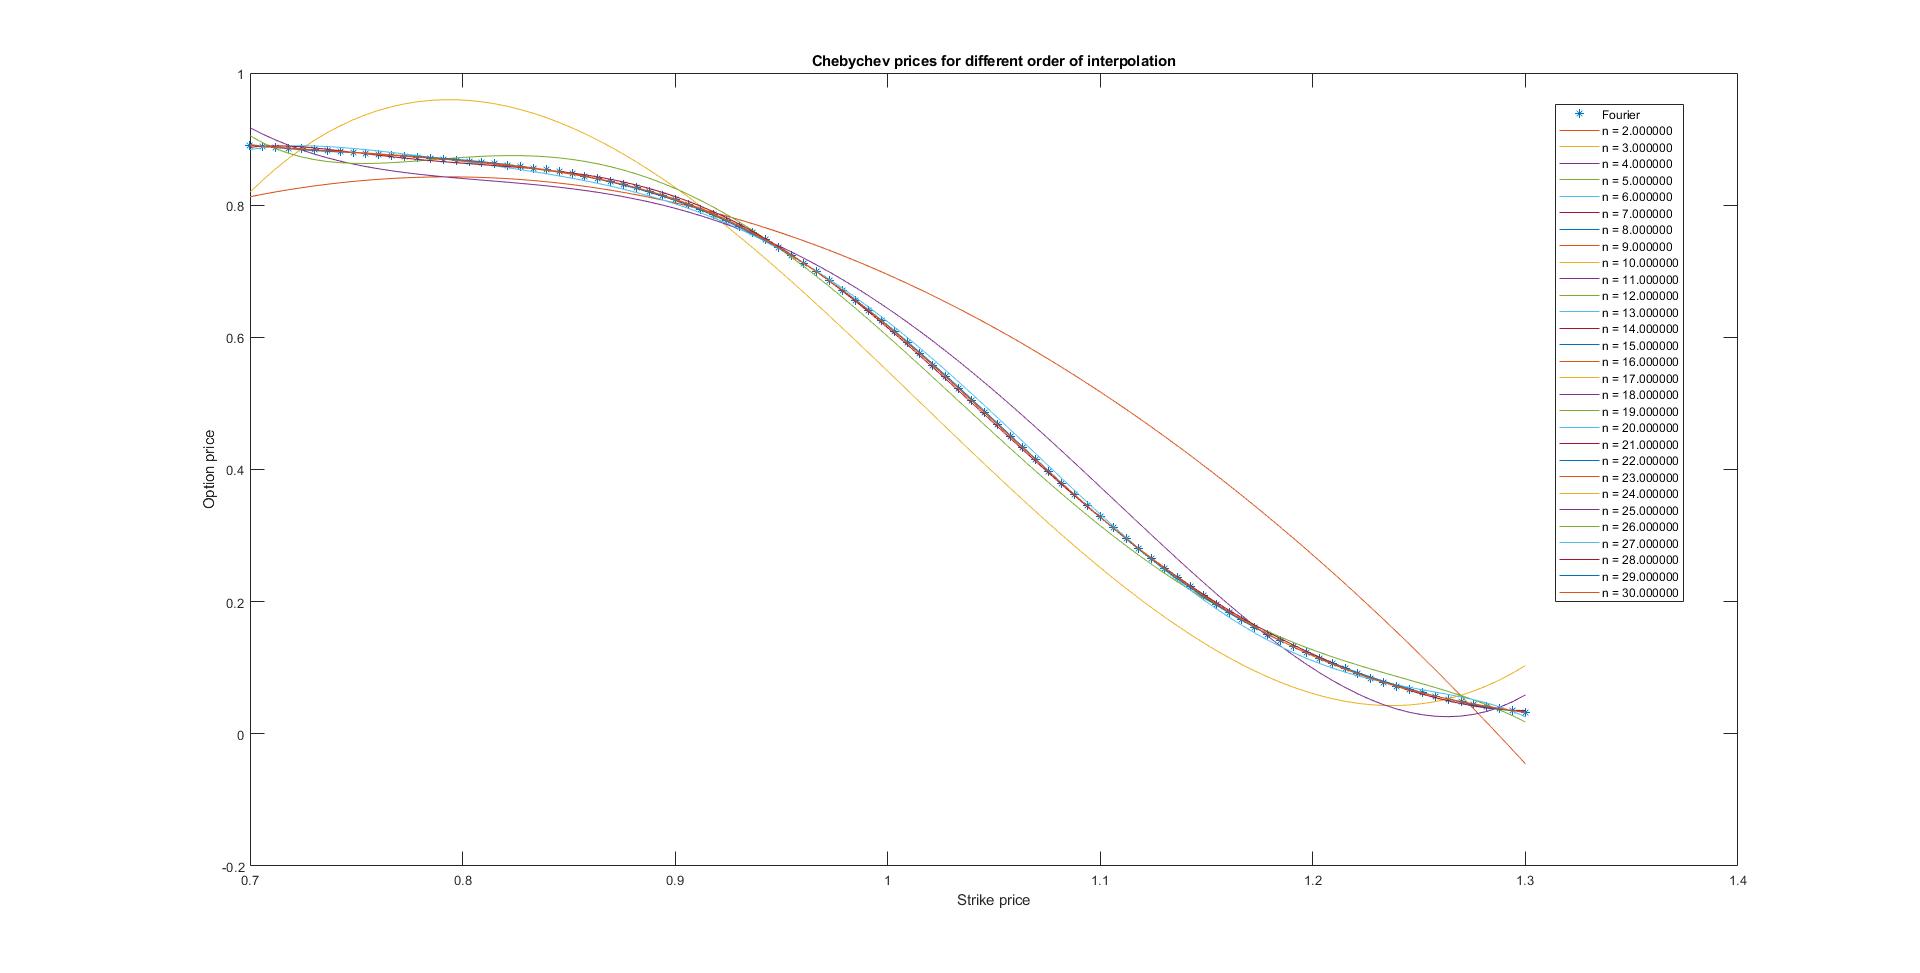 Chebychev prices for different order of interpolation
1
0.8
0.6
0.4
0.2
0
-0.2
Option price
0.7
0.8
0.9
1
1.1
1.2
1.3
1.4
Strike price
Fourier
n = 2.000000
n = 3.000000
n = 4.000000
n = 5.000000
n = 6.000000
n = 7.000000
n = 8.000000
n = 9.000000
n = 10.000000
n = 11.000000
n = 12.000000
n = 13.000000
n = 14.000000
n = 15.000000
n = 16.000000
n = 17.000000
n = 18.000000
n = 19.000000
n = 20.000000
n = 21.000000
n = 22.000000
n = 23.000000
n = 24.000000
n = 25.000000
n = 26.000000
n = 27.000000
n = 28.000000
n = 29.000000
n = 30.000000